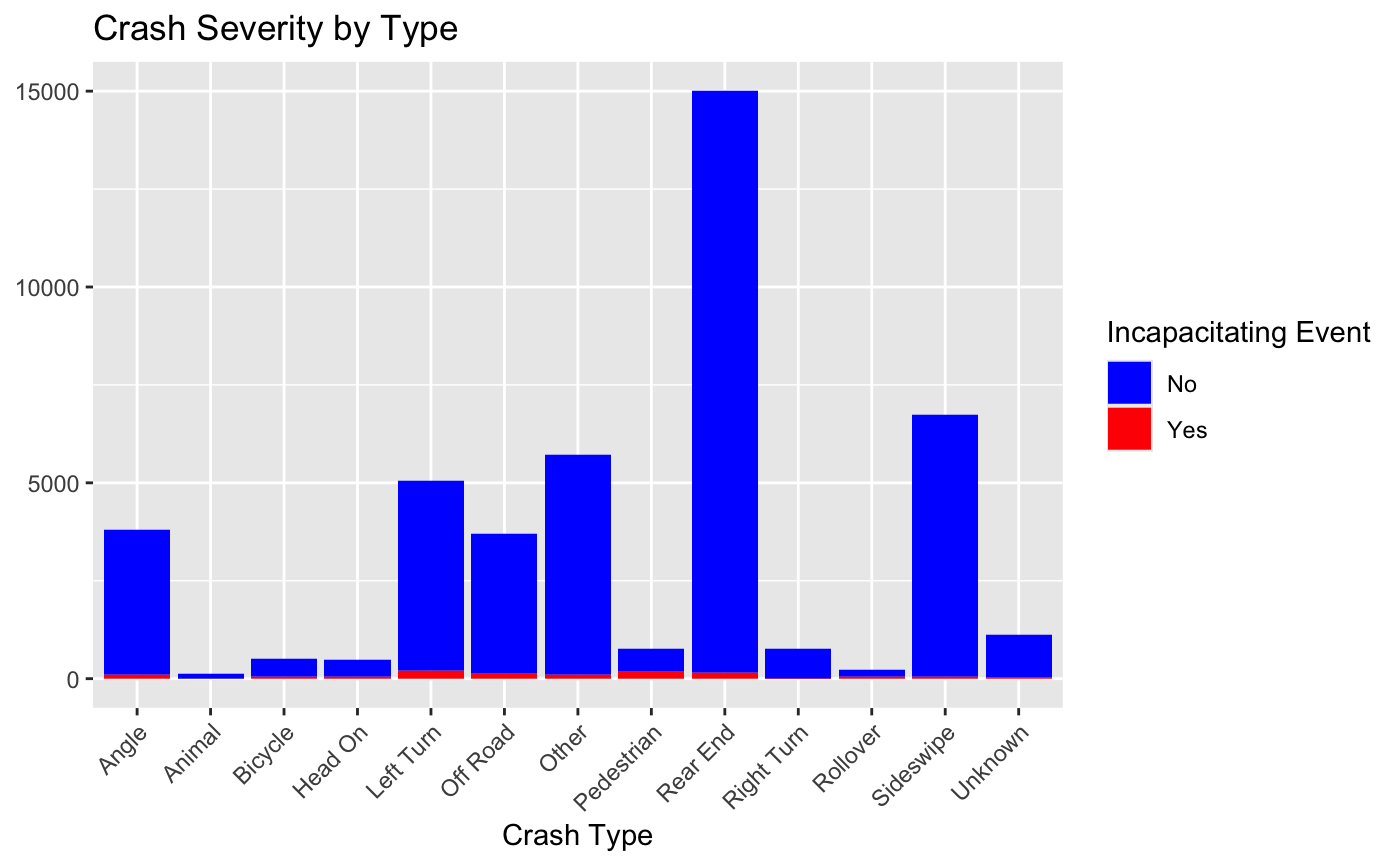 Crash Severity by Type
15000
10000
5000
0
Angle
Animal
Bicycle
Head On
Left Turn
Off Road
Other
Pedestrian
Rear End
Right Turn
Rollover
Sideswipe
Unknown
Crash Type
Incapacitating Event
No
Yes